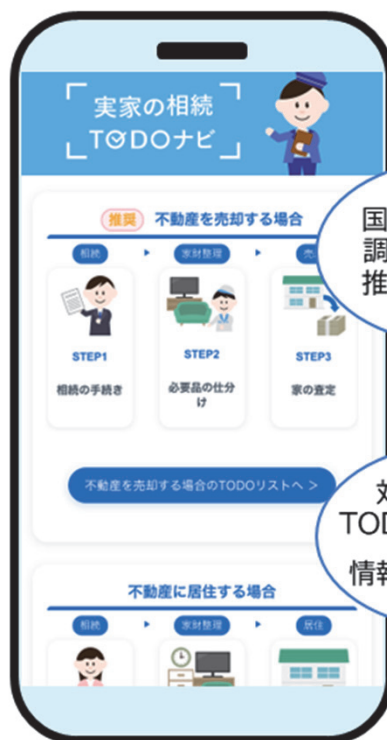 実家の相続
TODOナビ
推奨 不動産を売却する場合
相続 ▶ 家財整理 ▶ 売
STEP1 STEP2 STEP3
相続の手続き 必要品の仕分 家の査定
け
不動産を売却する場合のTODOリストへ >
不動産に居住する場合
相続 ▶ 家財整理 ▶ 居住
国
調
推
対
TOD
情報